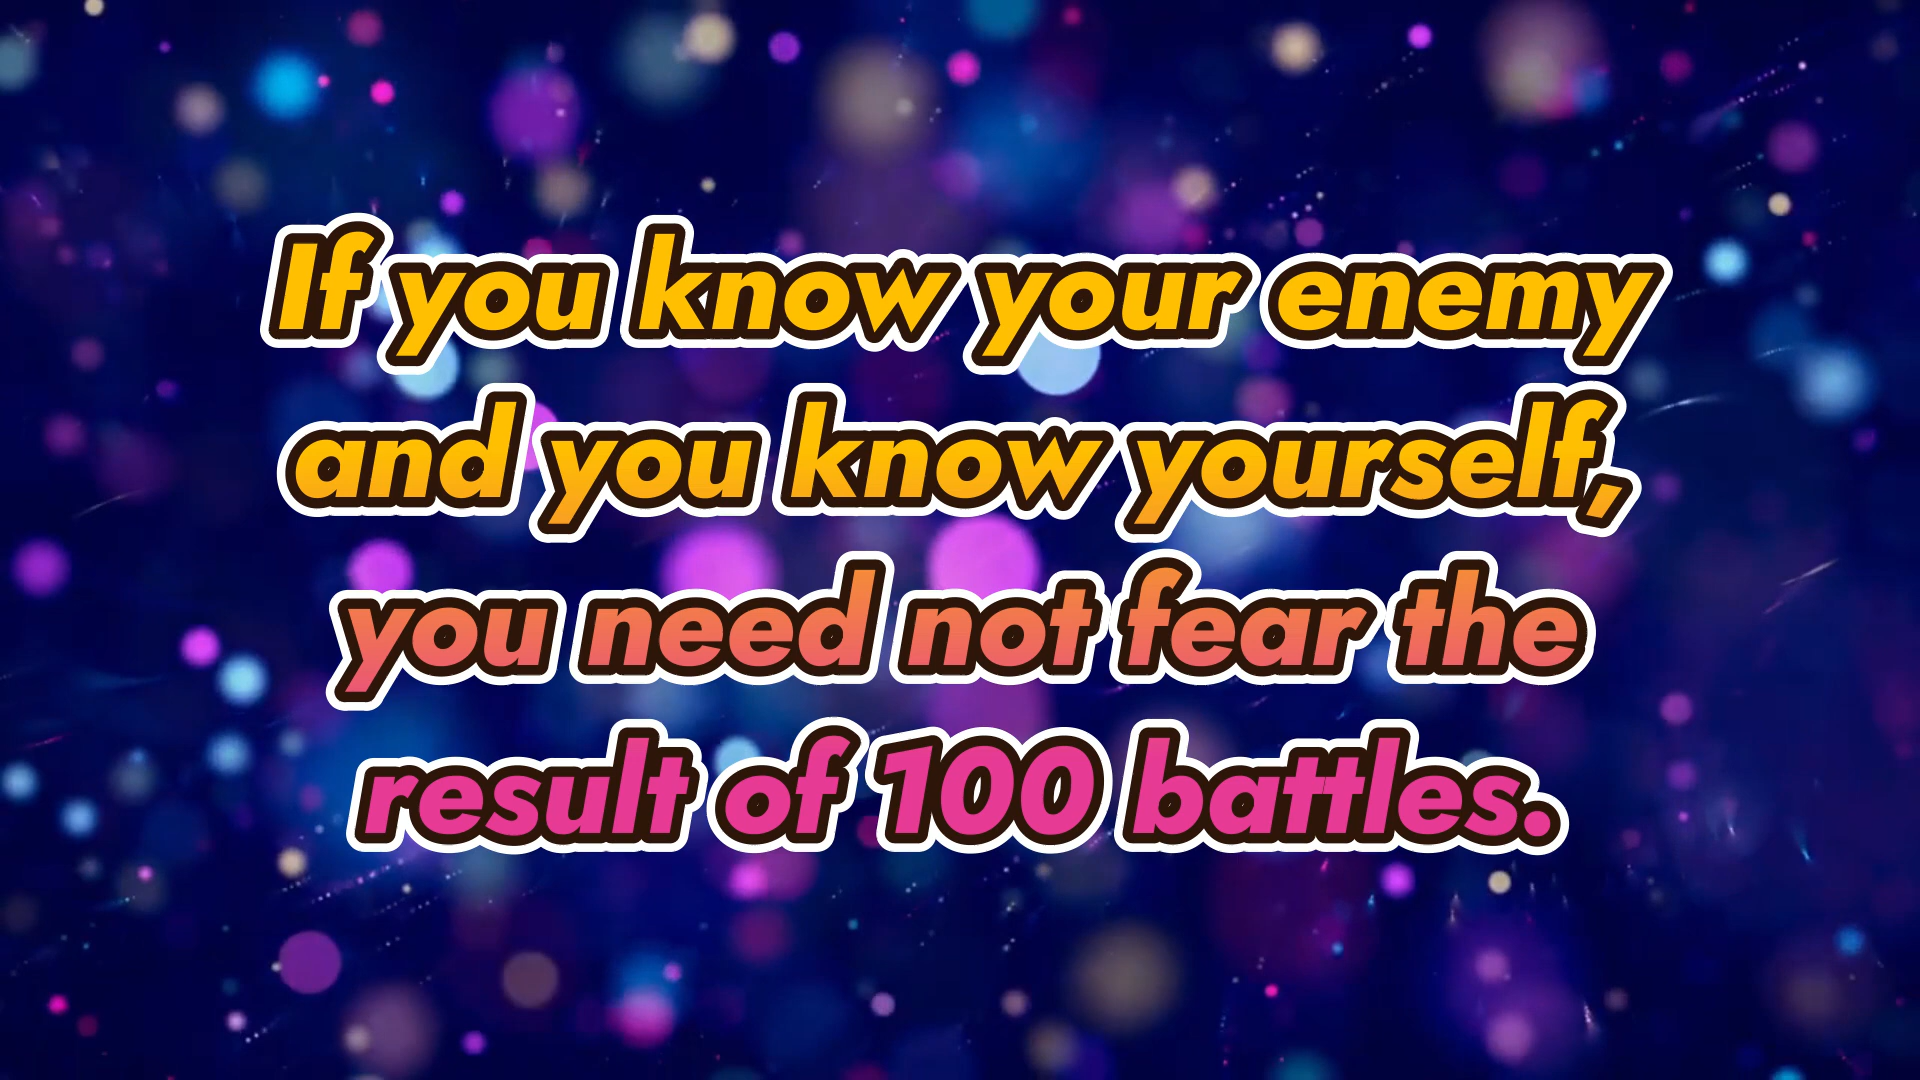 If you know your enemy
and you know yourself,
you need not fear the
result of 100 battles.